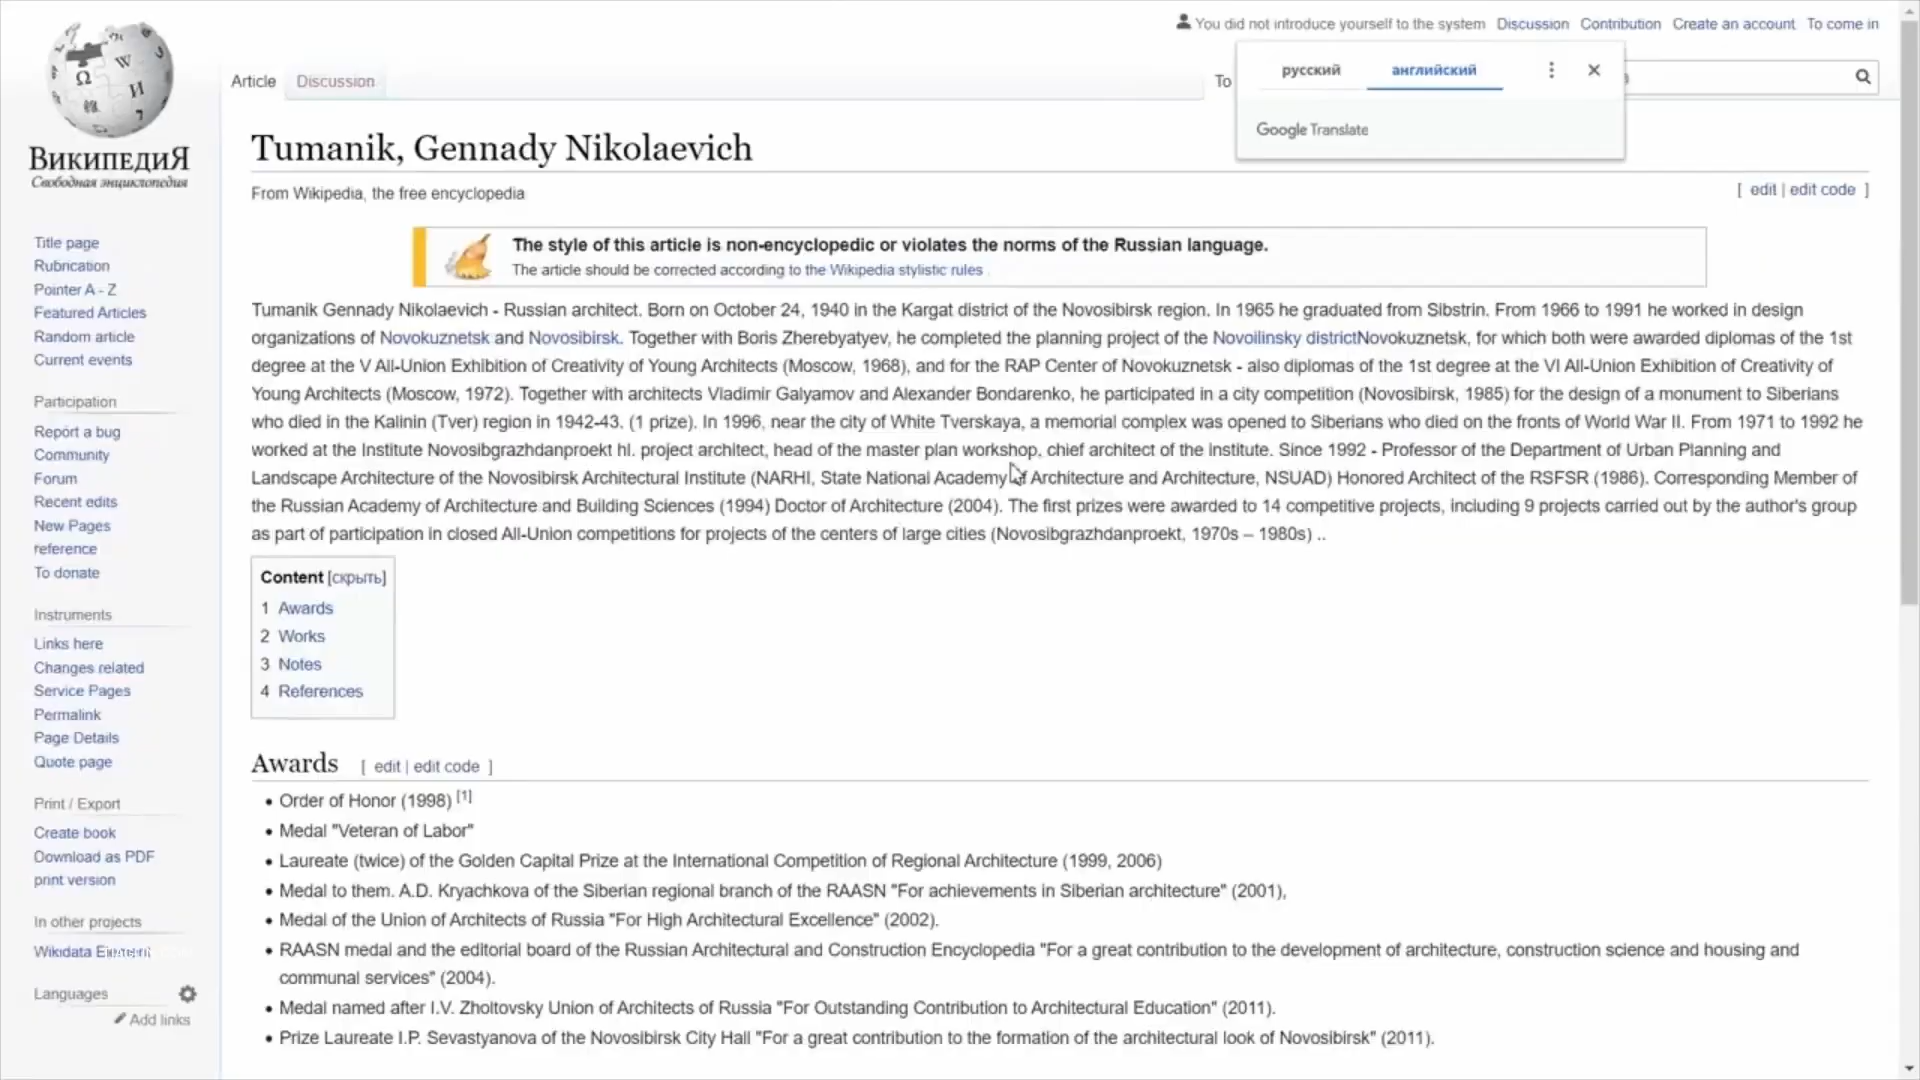 You did not introduce yourself to the system Discussion Contribution Create an account To come in
Article Discussion
To
русский английский
Google Translate
ВИКИПЕДИЯ
Свободная энциклопедия
Tumanik, Gennady Nikolaevich
From Wikipedia, the free encyclopedia
[ edit | edit code ]
The style of this article is non-encyclopedic or violates the norms of the Russian language.
The article should be corrected according to the Wikipedia stylistic rules
Tumanik Gennady Nikolaevich - Russian architect. Born on October 24, 1940 in the Kargat district of the Novosibirsk region. In 1965 he graduated from Sibstrin. From 1966 to 1991 he worked in design
organizations of Novokuznetsk and Novosibirsk. Together with Boris Zherebyatyev, he completed the planning project of the Novoilinsky districtNovokuznetsk, for which both were awarded diplomas of the 1st
degree at the V All-Union Exhibition of Creativity of Young Architects (Moscow, 1968), and for the RAP Center of Novokuznetsk - also diplomas of the 1st degree at the VI All-Union Exhibition of Creativity of
Young Architects (Moscow, 1972). Together with architects Vladimir Galyamov and Alexander Bondarenko, he participated in a city competition (Novosibirsk, 1985) for the design of a monument to Siberians
who died in the Kalinin (Tver) region in 1942-43. (1 prize). In 1996, near the city of White Tverskaya, a memorial complex was opened to Siberians who died on the fronts of World War II. From 1971 to 1992 he
worked at the Institute Novosibgrazhdanproekt hl. project architect, head of the master plan workshop, chief architect of the Institute. Since 1992 - Professor of the Department of Urban Planning and
Landscape Architecture of the Novosibirsk Architectural Institute (NARHI, State National Academy of Architecture and Architecture, NSUAD) Honored Architect of the RSFSR (1986). Corresponding Member of
the Russian Academy of Architecture and Building Sciences (1994) Doctor of Architecture (2004). The first prizes were awarded to 14 competitive projects, including 9 projects carried out by the author's group
as part of participation in closed All-Union competitions for projects of the centers of large cities (Novosibgrazhdanproekt, 1970s – 1980s) ..
Content [скрыть]
1 Awards
2 Works
3 Notes
4 References
Awards [ edit | edit code ]
• Order of Honor (1998) [1]
• Medal "Veteran of Labor"
• Laureate (twice) of the Golden Capital Prize at the International Competition of Regional Architecture (1999, 2006)
• Medal to them. A.D. Kryachkova of the Siberian regional branch of the RAASN "For achievements in Siberian architecture" (2001),
• Medal of the Union of Architects of Russia "For High Architectural Excellence" (2002).
• RAASN medal and the editorial board of the Russian Architectural and Construction Encyclopedia "For a great contribution to the development of architecture, construction science and housing and
communal services" (2004).
• Medal named after I.V. Zholtovsky Union of Architects of Russia "For Outstanding Contribution to Architectural Education" (2011).
• Prize Laureate I.P. Sevastyanova of the Novosibirsk City Hall "For a great contribution to the formation of the architectural look of Novosibirsk" (2011).
Title page
Rubrication
Pointer A - Z
Featured Articles
Random article
Current events
Participation
Report a bug
Community
Forum
Recent edits
New Pages
reference
To donate
Instruments
Links here
Changes related
Service Pages
Permalink
Page Details
Quote page
Print / Export
Create book
Download as PDF
print version
In other projects
Wikidata
Languages
Add links